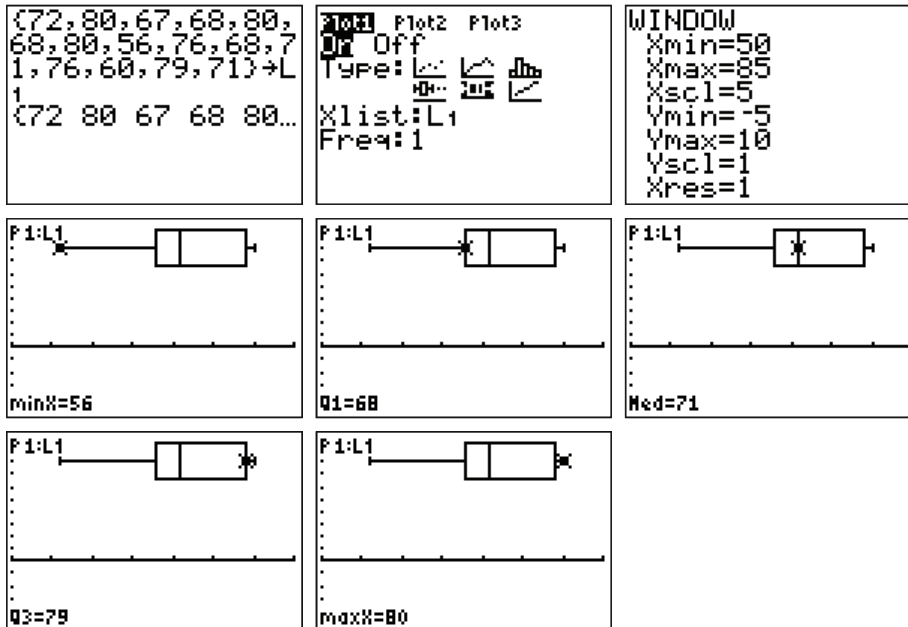 {72,80,67,68,80,
68,80,56,76,68,7
1,76,60,79,71}→L
1
{72 80 67 68 80…
Plot1 Plot2 Plot3
On Off
Type:
Xlist:L1
Freq:1
WINDOW
Xmin=50
Xmax=85
Xscl=5
Ymin=-5
Ymax=10
Yscl=1
Xres=1
P1:L1
minX=56
P1:L1
Q1=68
P1:L1
Med=71
P1:L1
Q3=79
P1:L1
maxX=80